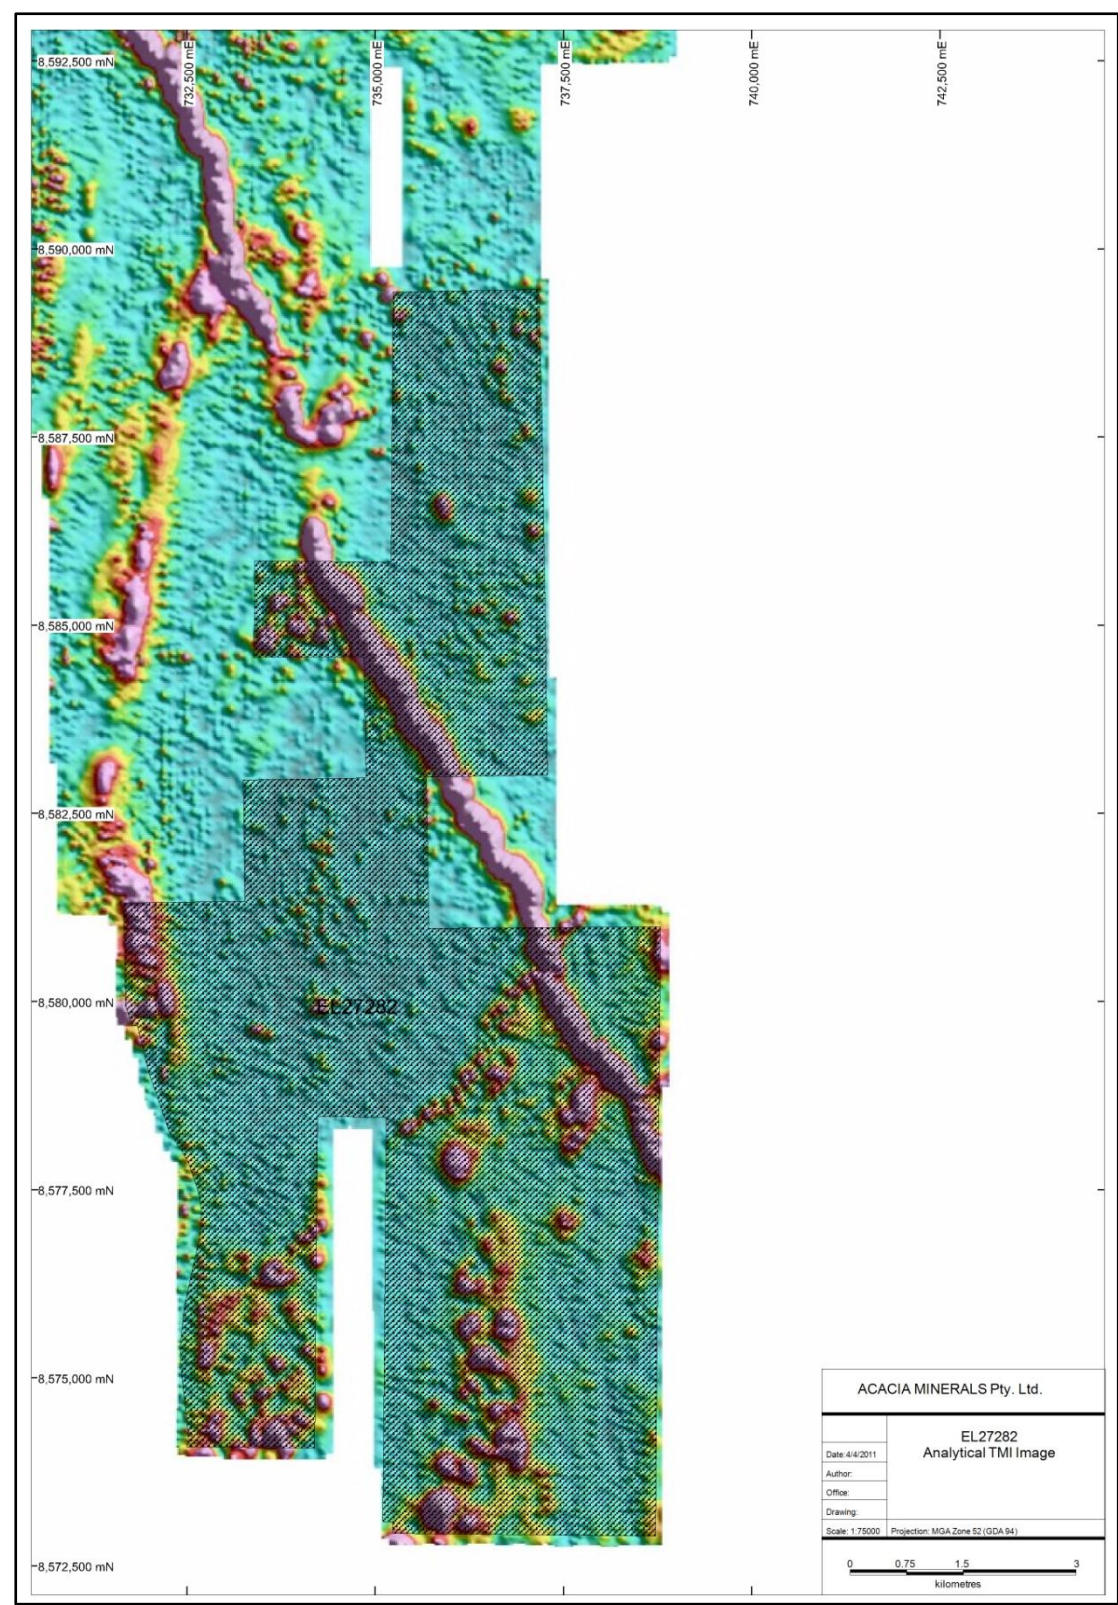 732,500 mE
735,000 mE
737,500 mE
740,000 mE
742,500 mE
8,592,500 mN
8,590,000 mN
8,587,500 mN
8,585,000 mN
8,582,500 mN
8,580,000 mN
EL27282
8,577,500 mN
8,575,000 mN
8,572,500 mN
ACACIA MINERALS Pty. Ltd.
EL27282
Analytical TMI Image
Date:4/4/2011
Author:
Office:
Drawing:
Scale: 1:75000
Projection: MGA Zone 52 (GDA 94)
0 0.75 1.5 3
kilometres